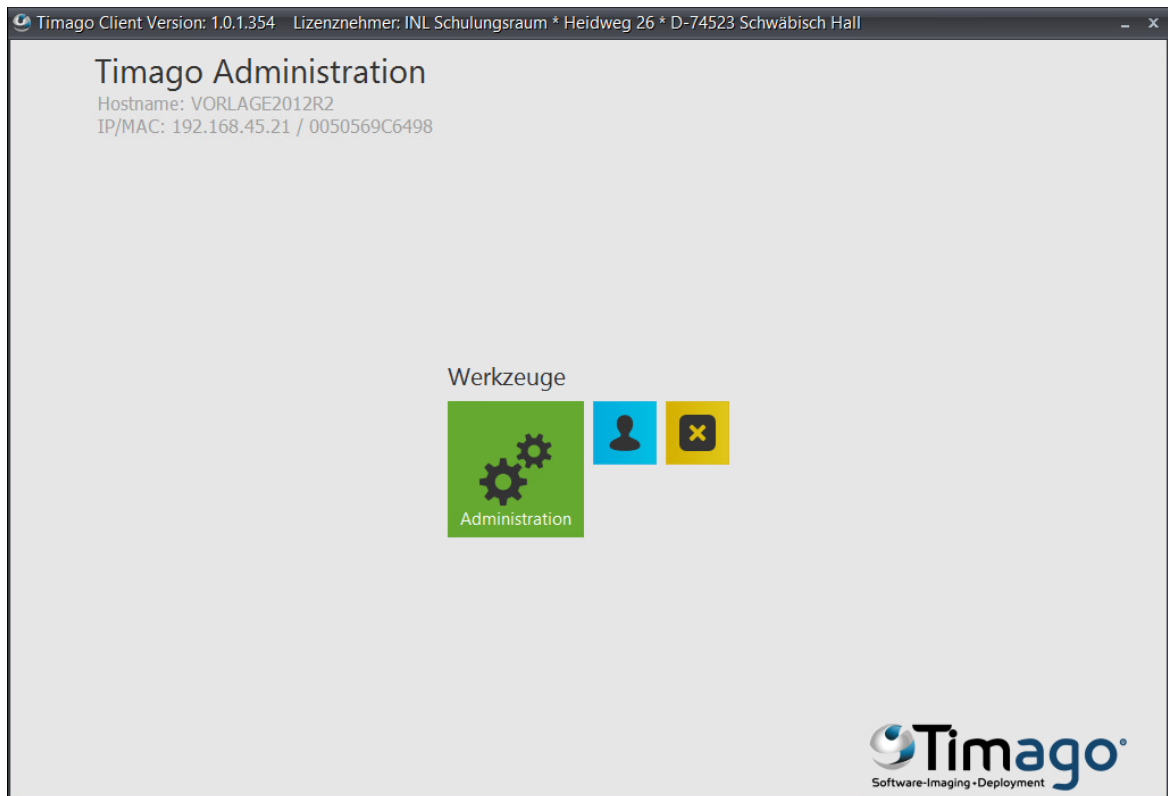 Timago Client Version: 1.0.1.354 Lizenznehmer: INL Schulungsraum * Heidweg 26 * D-74523 Schwäbisch Hall
Timago Administration
Hostname: VORLAGE2012R2
IP/MAC: 192.168.45.21 / 0050569C6498
Werkzeuge
Administration
Timago
Software-Imaging•Deployment